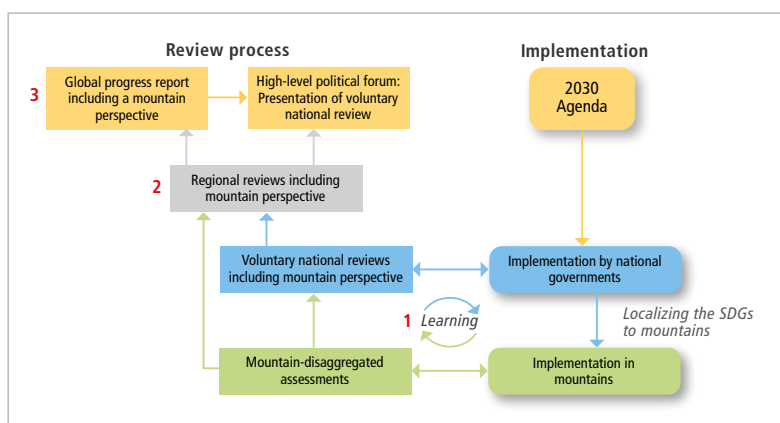 Review process
Implementation
3
Global progress report
including a mountain
perspective
High-level political forum:
Presentation of voluntary
national review
2030
Agenda
2
Regional reviews including
mountain perspective
Voluntary national reviews
including mountain perspective
Implementation by national
governments
1
Learning
Localizing the SDGs
to mountains
Mountain-disaggregated
assessments
Implementation in
mountains